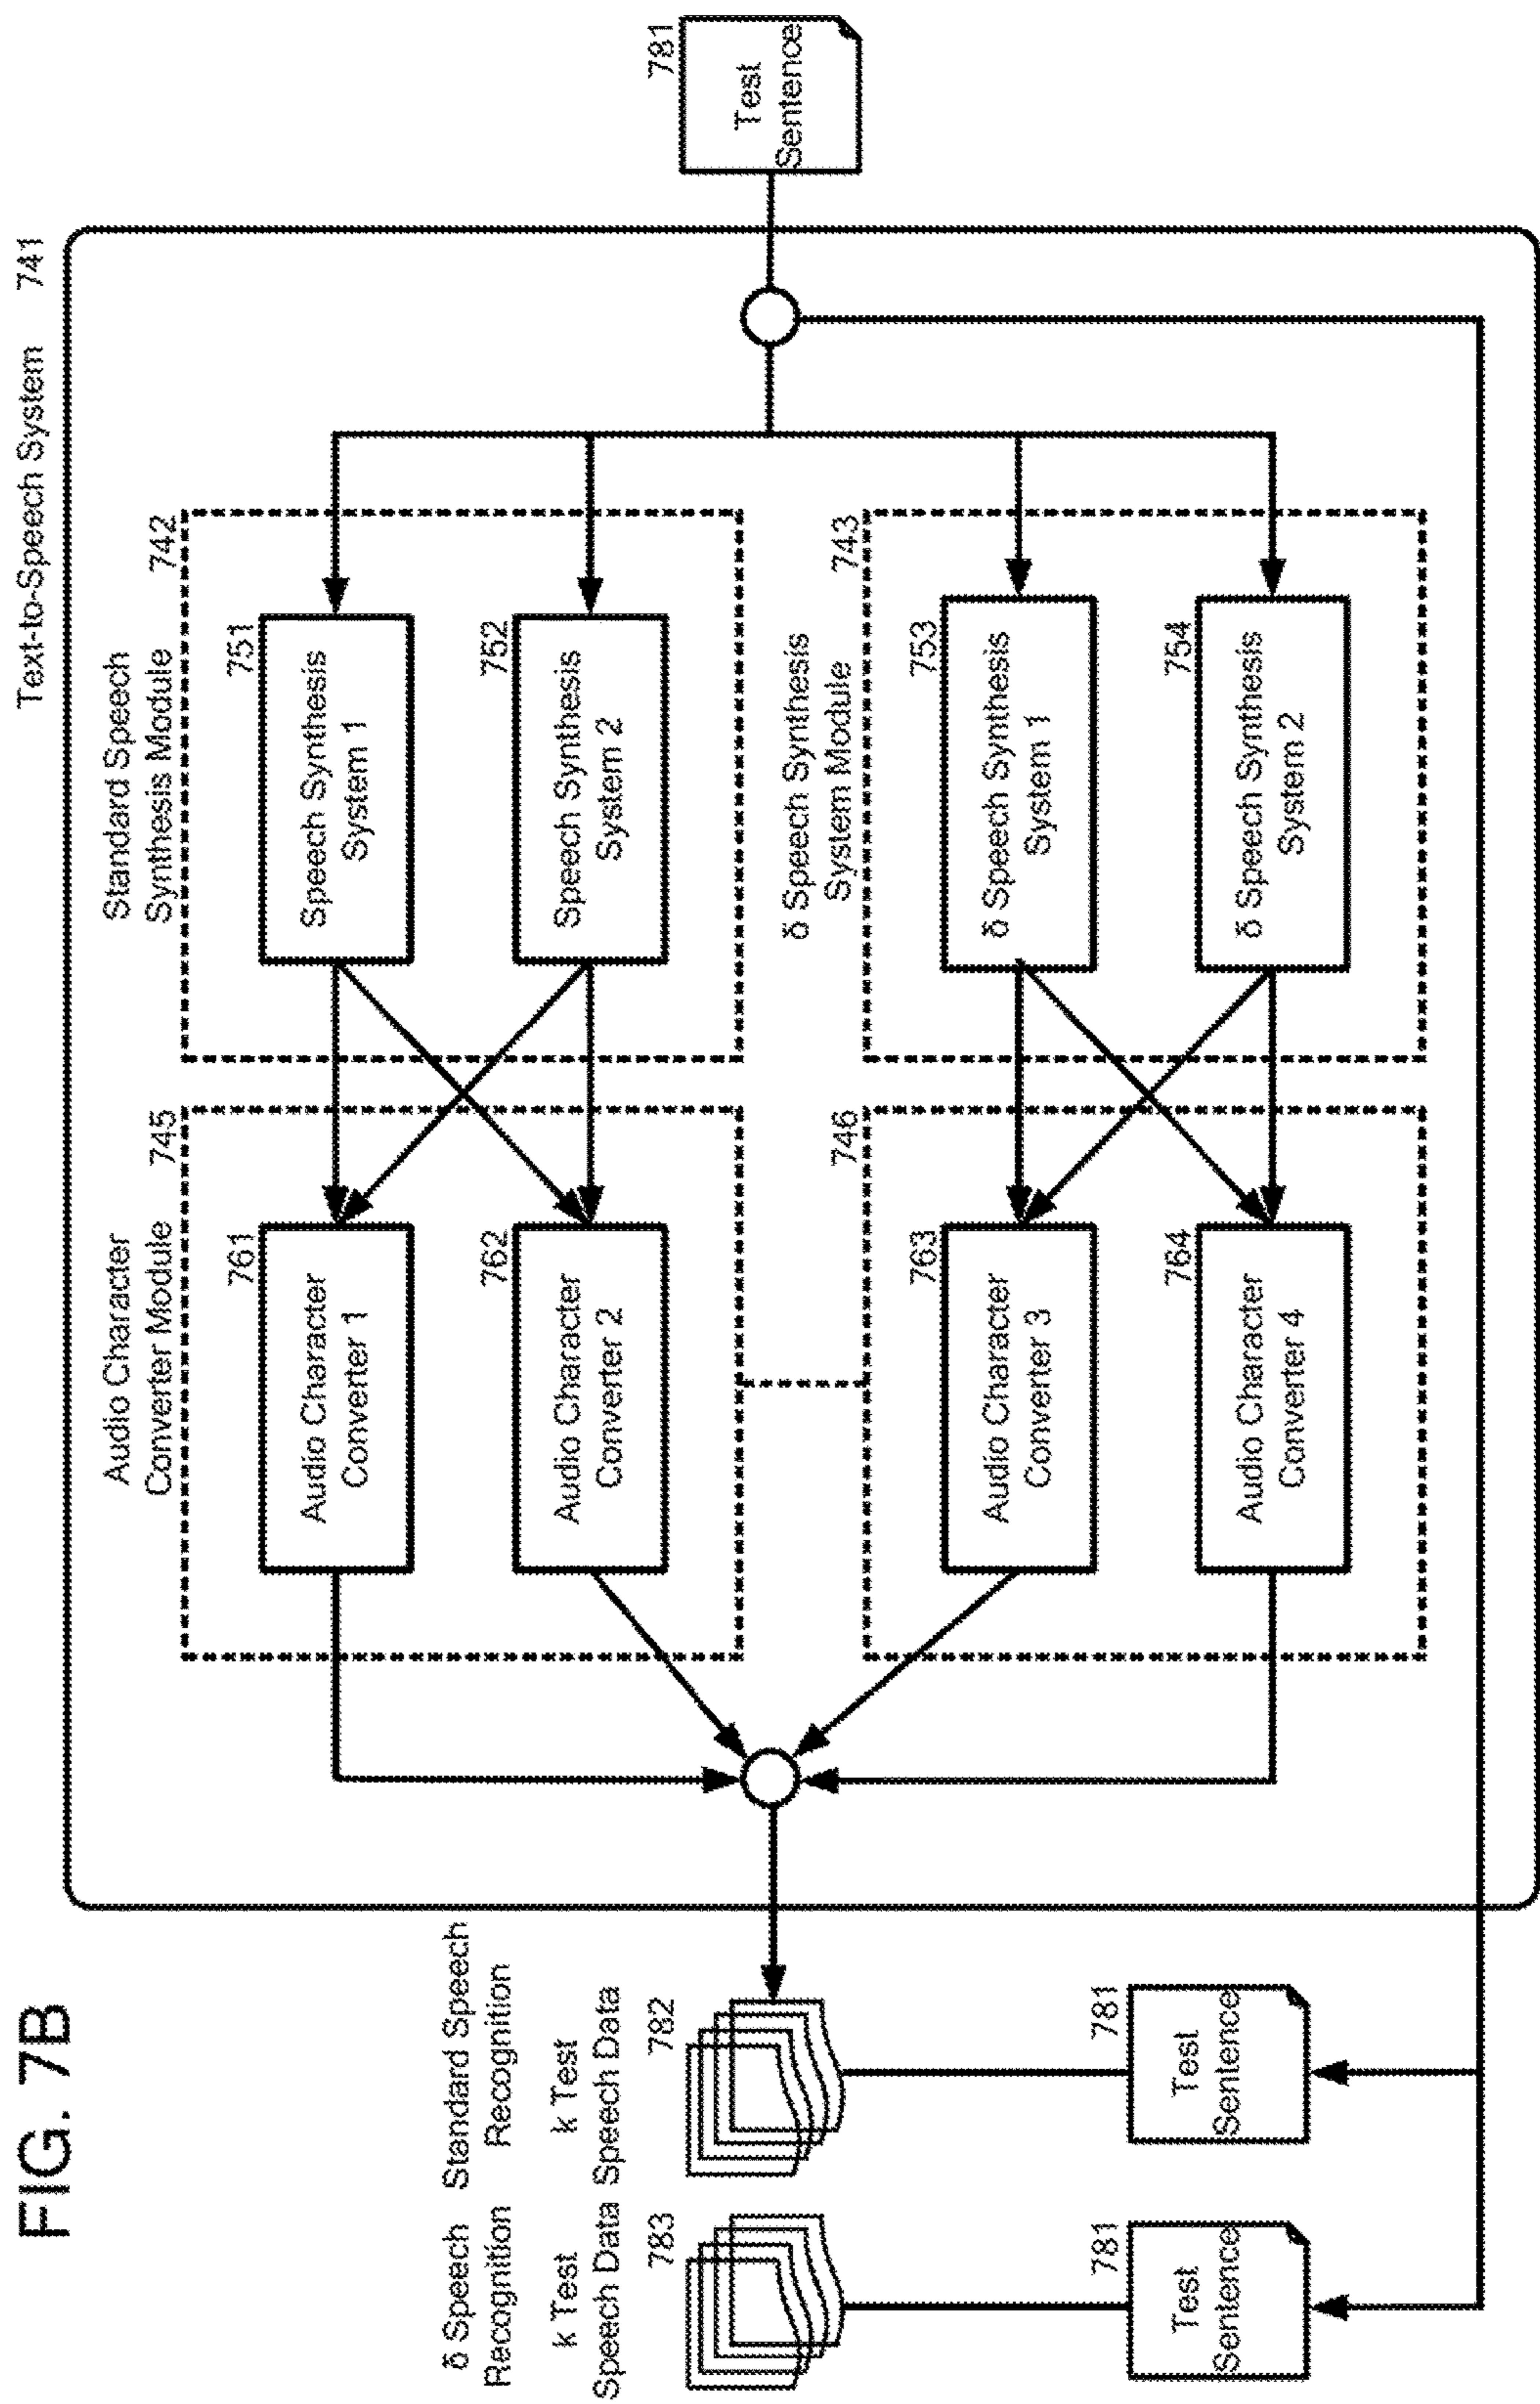 FIG. 7B
Text-to-Speech System 741
Audio Character
Converter Module 745
Standard Speech
Synthesis Module 742
Audio Character
Converter 1
761
Speech Synthesis
System 1
751
Audio Character
Converter 2
762
Speech Synthesis
System 2
752
δ Speech
Recognition
k Test
Speech Data
783
Standard Speech
Recognition
k Test
Speech Data
782
Test
Sentence
781
746
δ Speech Synthesis
System Module 743
Audio Character
Converter 3
763
δ Speech Synthesis
System 1
753
Audio Character
Converter 4
764
δ Speech Synthesis
System 2
754
Test
Sentence
781
Test
Sentence
781